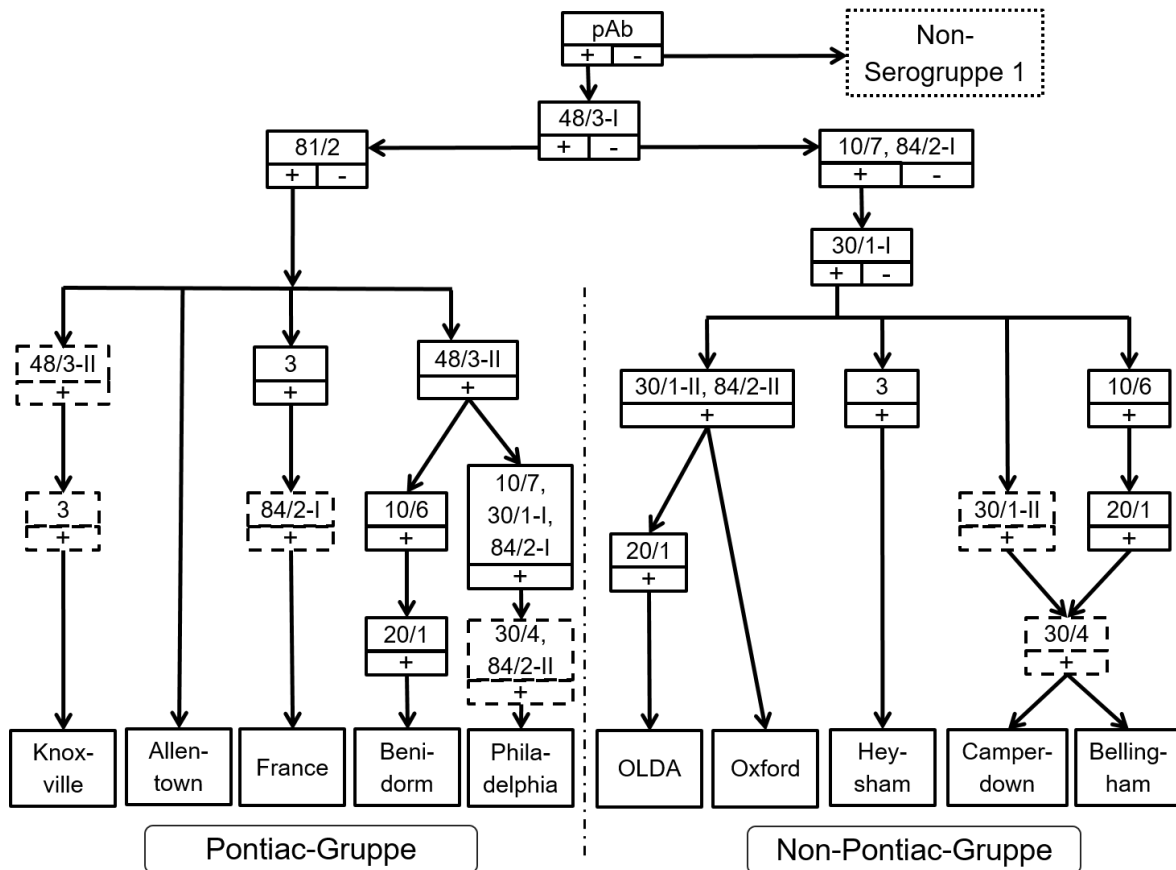 pAb
+ -
Non-
Serogruppe 1
48/3-I
+ -
81/2
+ -
10/7, 84/2-I
+ -
30/1-I
+ -
48/3-II
+
3
+
48/3-II
+
30/1-II, 84/2-II
+
3
+
10/6
+
3
+
84/2-I
+
10/6
+
10/7,
30/1-I,
84/2-I
+
20/1
+
30/1-II
+
20/1
+
20/1
+
30/4,
84/2-II
+
30/4
+
Knox-
ville
Allen-
town
France
Beni-
dorm
Phila-
delphia
OLDA
Oxford
Hey-
sham
Camper-
down
Belling-
ham
Pontiac-Gruppe
Non-Pontiac-Gruppe